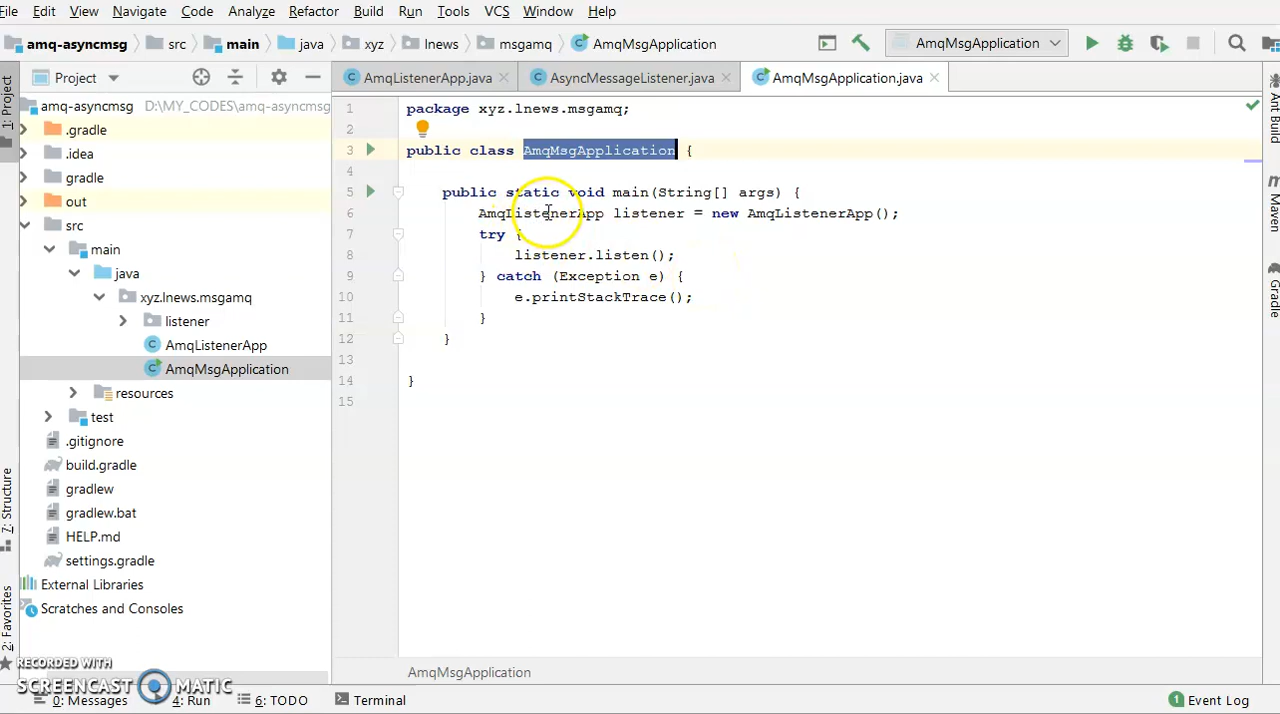 File Edit View Navigate Code Analyze Refactor Build Run Tools VCS Window Help
amq-asyncmsg src main java xyz lnews msgamq AmqMsgApplication AmqMsgApplication
Project AmqListenerApp.java AsyncMessageListener.java AmqMsgApplication.java
1: Project
amq-asyncmsg D:\MY_CODES\amq-asyncmsg
.gradle
.idea
gradle
out
src
main
java
xyz.lnews.msgamq
listener
AmqListenerApp
AmqMsgApplication
resources
test
.gitignore
build.gradle
gradlew
gradlew.bat
HELP.md
settings.gradle
External Libraries
Scratches and Consoles
7: Structure
2: Favorites
1 package xyz.lnews.msgamq;
2
3 public class AmqMsgApplication {
4
5 public static void main(String[] args) {
6 AmqListenerApp listener = new AmqListenerApp();
7 try {
8 listener.listen();
9 } catch (Exception e) {
10 e.printStackTrace();
11 }
12 }
13
14 }
15
Ant Build
Maven
Gradle
AmqMsgApplication
RECORDED WITH
SCREENCAST MATIC
0: Messages 4: Run 6: TODO Terminal 1 Event Log